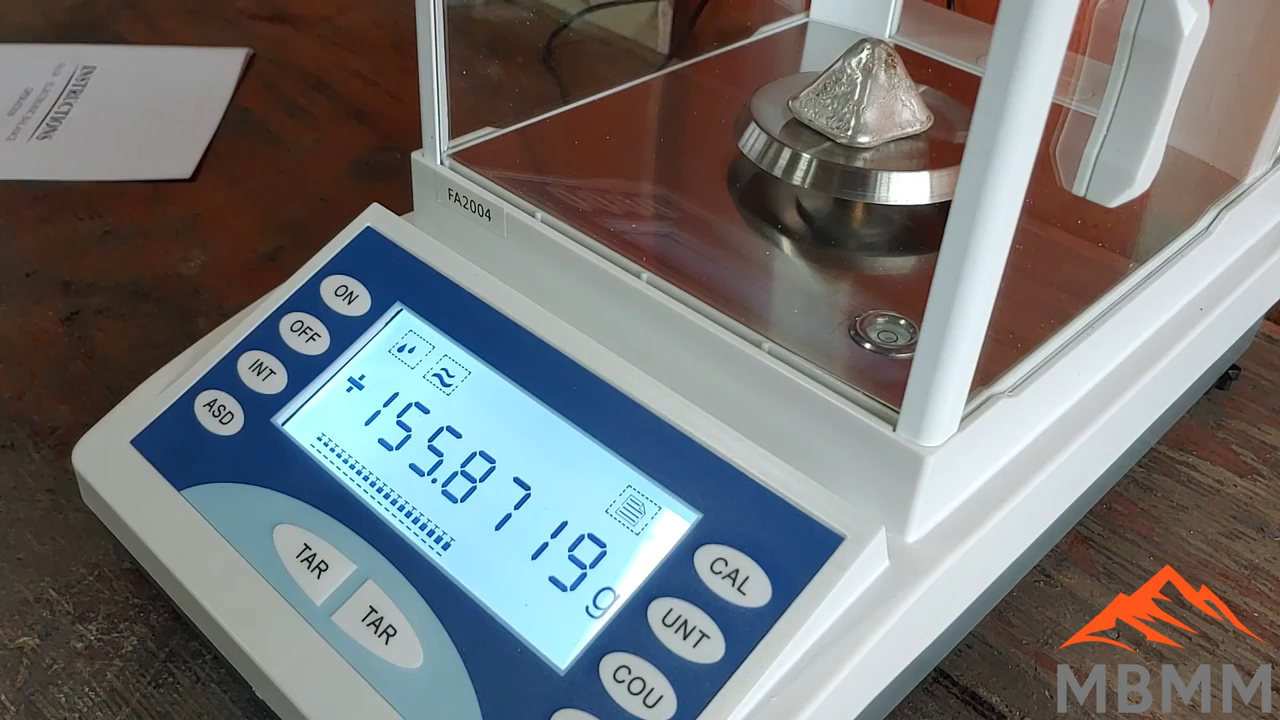 INSTRUCTIONS
FA2004
ON
OFF
INT
ASD
+155.8719g
TAR
TAR
CAL
UNT
COU
MBMM